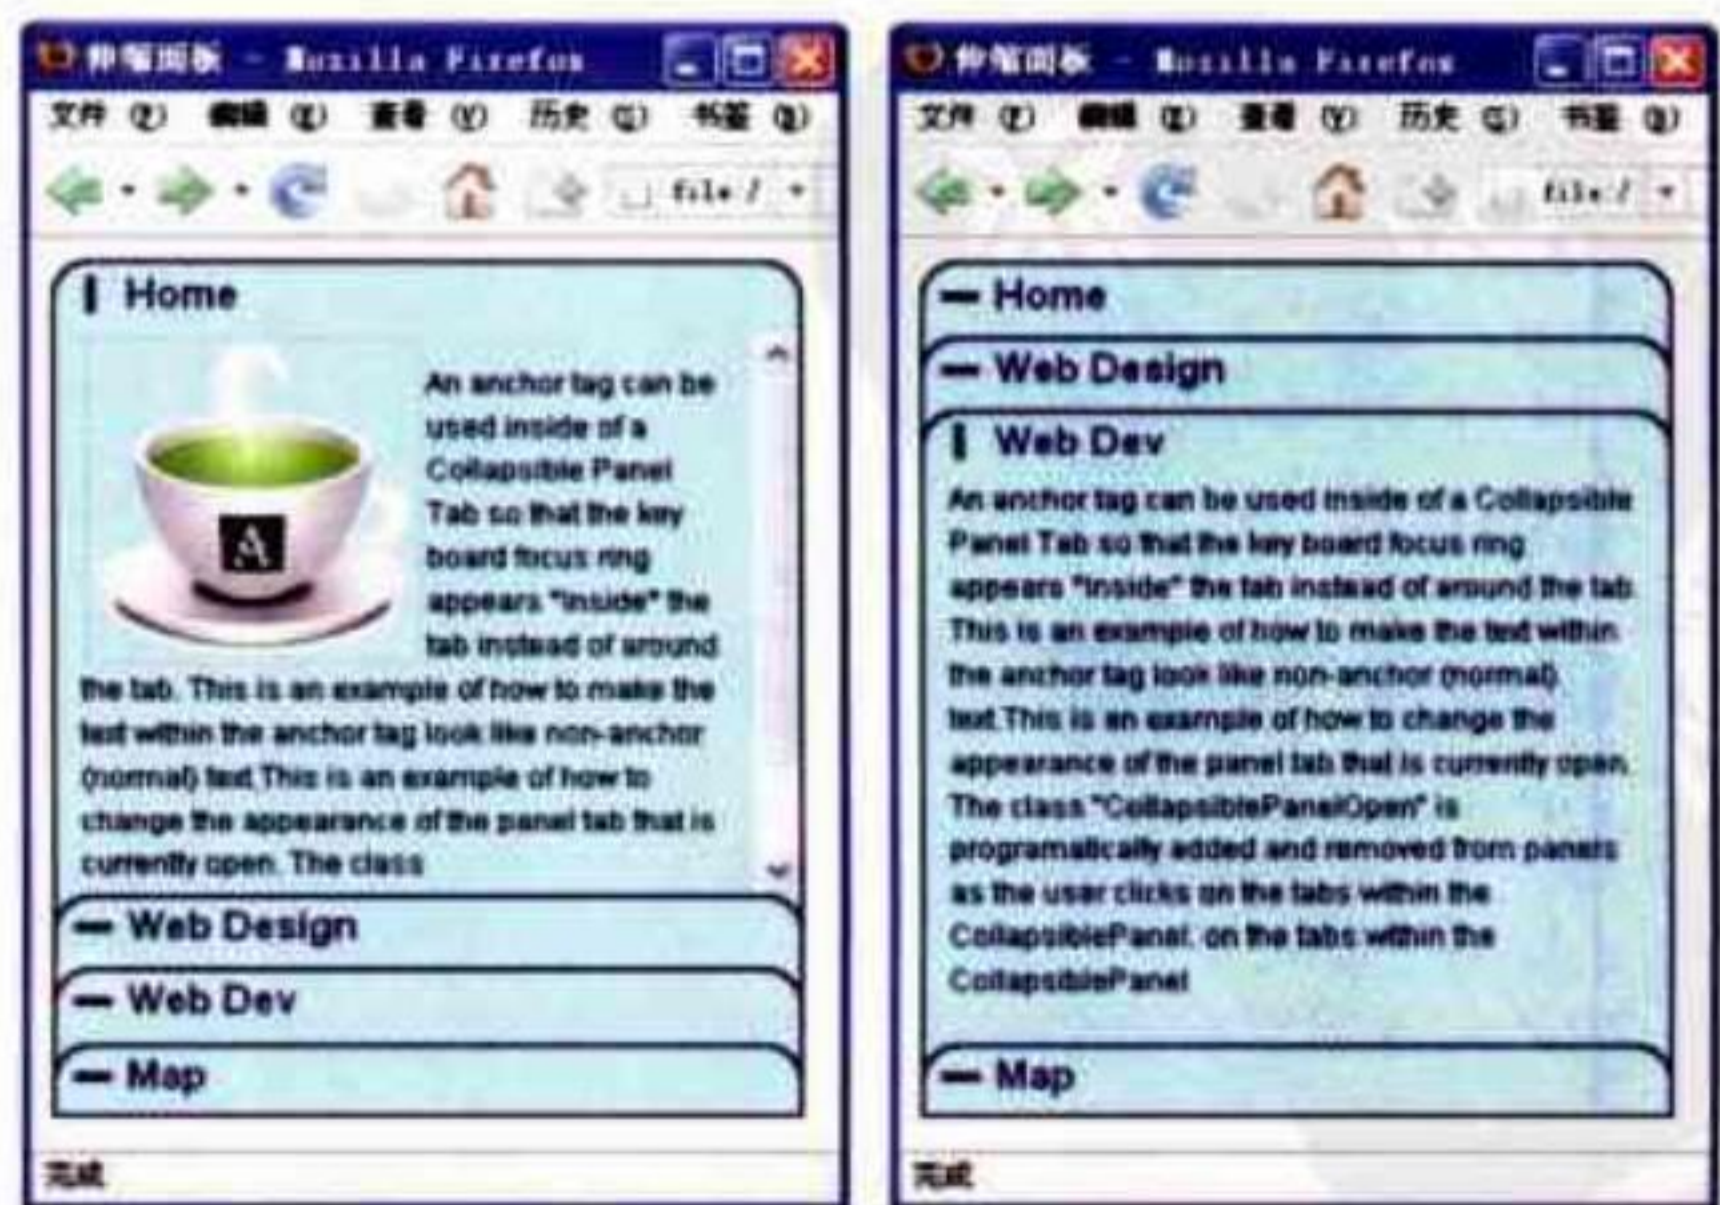 伸缩面板 - Mozilla Firefox
文件 (F) 编辑 (E) 查看 (V) 历史 (S) 书签 (B)
file:/
Home
A
An anchor tag can be
used inside of a
Collapsible Panel
Tab so that the key
board focus ring
appears "inside" the
tab instead of around
the tab. This is an example of how to make the
text within the anchor tag look like non-anchor
(normal) text.This is an example of how to
change the appearance of the panel tab that is
currently open. The class
Web Design
Web Dev
Map
完成
伸缩面板 - Mozilla Firefox
文件 (F) 编辑 (E) 查看 (V) 历史 (S) 书签 (B)
file:/
Home
Web Design
Web Dev
An anchor tag can be used inside of a Collapsible
Panel Tab so that the key board focus ring
appears "inside" the tab instead of around the tab.
This is an example of how to make the text within
the anchor tag look like non-anchor (normal)
text.This is an example of how to change the
appearance of the panel tab that is currently open.
The class "CollapsiblePanelOpen" is
programatically added and removed from panels
as the user clicks on the tabs within the
CollapsiblePanel. on the tabs within the
CollapsiblePanel
Map
完成